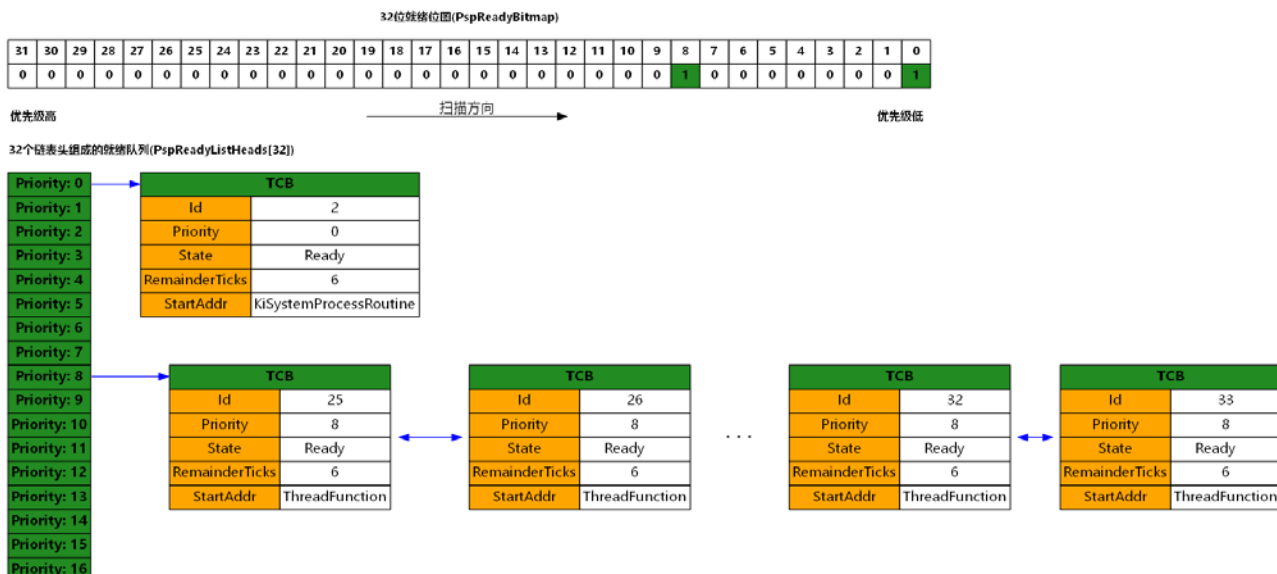 32位就绪位图(PspReadyBitmap)
31 30 29 28 27 26 25 24 23 22 21 20 19 18 17 16 15 14 13 12 11 10 9 8 7 6 5 4 3 2 1 0
0 0 0 0 0 0 0 0 0 0 0 0 0 0 0 0 0 0 0 0 0 0 0 1 0 0 0 0 0 0 0 1
优先级高 扫描方向 优先级低
32个链表头组成的就绪队列(PspReadyListHeads[32])
Priority: 0 TCB
Priority: 1 Id 2
Priority: 2 Priority 0
Priority: 3 State Ready
Priority: 4 RemainderTicks 6
Priority: 5 StartAddr KiSystemProcessRoutine
Priority: 6
Priority: 7
Priority: 8 TCB TCB TCB TCB
Priority: 9 Id 25 Id 26 Id 32 Id 33
Priority: 10 Priority 8 Priority 8 Priority 8 Priority 8
Priority: 11 State Ready State Ready ... State Ready State Ready
Priority: 12 RemainderTicks 6 RemainderTicks 6 RemainderTicks 6 RemainderTicks 6
Priority: 13 StartAddr ThreadFunction StartAddr ThreadFunction StartAddr ThreadFunction StartAddr ThreadFunction
Priority: 14
Priority: 15
Priority: 16